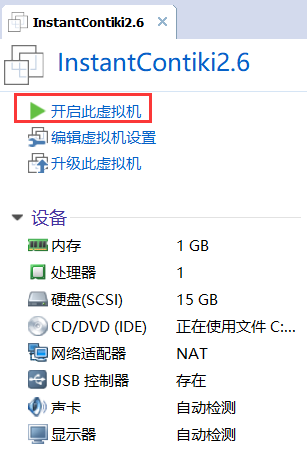 InstantContiki2.6
InstantContiki2.6
开启此虚拟机
编辑虚拟机设置
升级此虚拟机
设备
内存 1 GB
处理器 1
硬盘(SCSI) 15 GB
CD/DVD (IDE) 正在使用文件 C:...
网络适配器 NAT
USB 控制器 存在
声卡 自动检测
显示器 自动检测